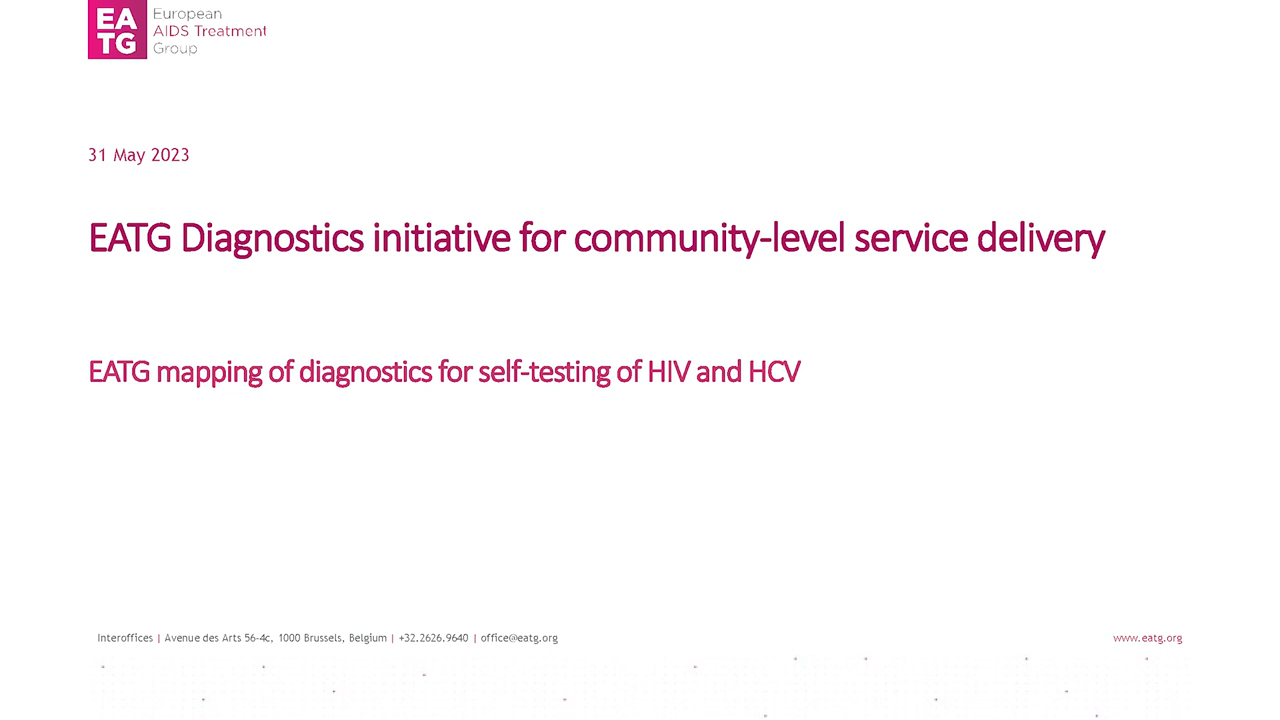 EA
TG
European
AIDS Treatment
Group
31 May 2023
EATG Diagnostics initiative for community-level service delivery
EATG mapping of diagnostics for self-testing of HIV and HCV
Interoffices | Avenue des Arts 56-4c, 1000 Brussels, Belgium | +32.2626.9640 | office@eatg.org
www.eatg.org